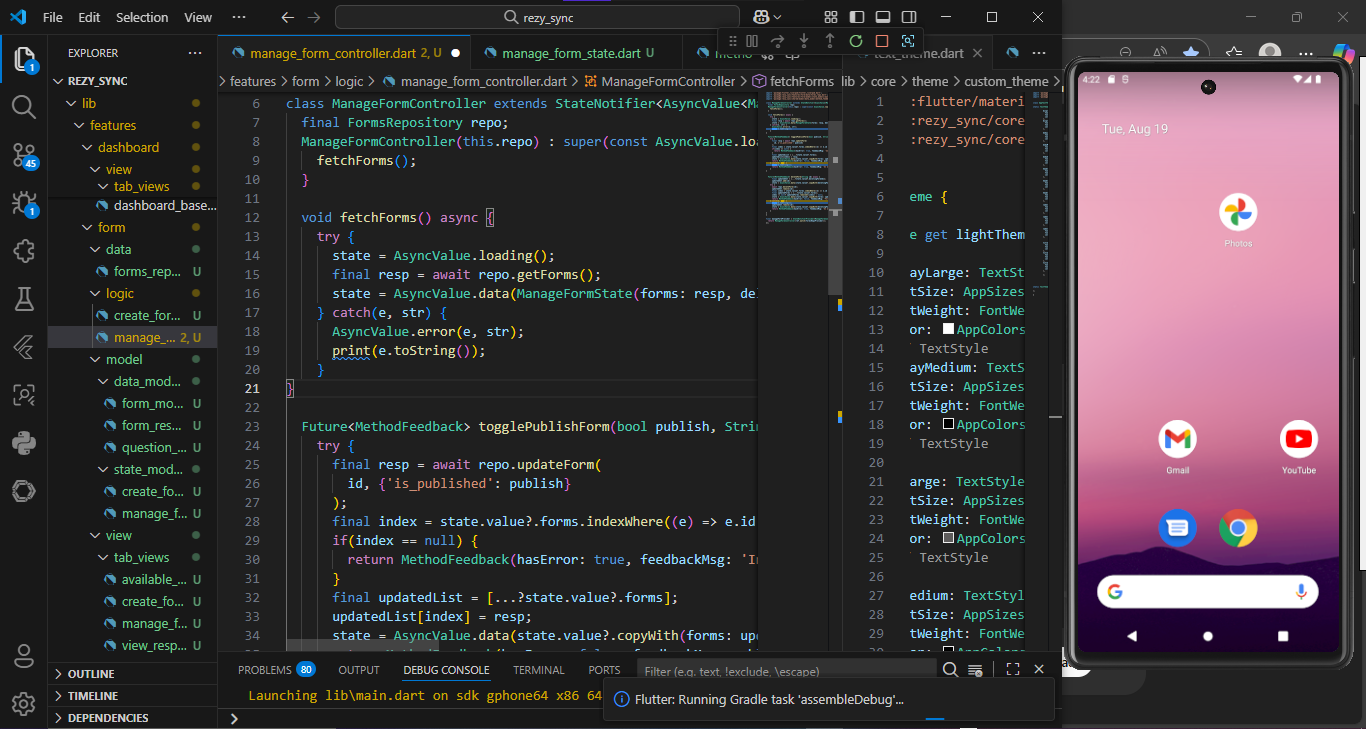 File Edit Selection View ··· rezy_sync
EXPLORER ···
REZY_SYNC
lib
features
dashboard
view
tab_views
dashboard_base...
form
data
forms_rep... U
logic
create_for... U
manage_... 2, U
model
data_mod...
form_mo... U
form_res... U
question_... U
state_mod...
create_fo... U
manage_f... U
view
tab_views
available_... U
create_fo... U
manage_f... U
view_resp... U
OUTLINE
TIMELINE
DEPENDENCIES
1
45
1
manage_form_controller.dart 2, U
manage_form_state.dart U
text_theme.dart
features > form > logic > manage_form_controller.dart > ManageFormController > fetchForms
6 class ManageFormController extends StateNotifier<AsyncValue<Ma
7 final FormsRepository repo;
8 ManageFormController(this.repo) : super(const AsyncValue.loa
9 fetchForms();
10 }
11
12 void fetchForms() async {
13 try {
14 state = AsyncValue.loading();
15 final resp = await repo.getForms();
16 state = AsyncValue.data(ManageFormState(forms: resp, del
17 } catch(e, str) {
18 AsyncValue.error(e, str);
19 print(e.toString());
20 }
21 }
22
23 Future<MethodFeedback> togglePublishForm(bool publish, Strin
24 try {
25 final resp = await repo.updateForm(
26 id, {'is_published': publish}
27 );
28 final index = state.value?.forms.indexWhere((e) => e.id
29 if(index == null) {
30 return MethodFeedback(hasError: true, feedbackMsg: 'In
31 }
32 final updatedList = [...?state.value?.forms];
33 updatedList[index] = resp;
34 state = AsyncValue.data(state.value?.copyWith(forms: upd
lib > core > theme > custom_theme >
1 :flutter/materi
2 :rezy_sync/core
3 :rezy_sync/core
4
5
6 eme {
7
8 e get lightThem
9
10 ayLarge: TextSt
11 tSize: AppSizes
12 tWeight: FontWe
13 or: AppColors
14 TextStyle
15 ayMedium: TextS
16 tSize: AppSizes
17 tWeight: FontWe
18 or: AppColors
19 TextStyle
20
21 arge: TextStyle
22 tSize: AppSizes
23 tWeight: FontWe
24 or: AppColors
25 TextStyle
26
27 edium: TextStyl
28 tSize: AppSizes
29 tWeight: FontWe
PROBLEMS 80 OUTPUT DEBUG CONSOLE TERMINAL PORTS Filter (e.g. text, !exclude, \escape)
Launching lib\main.dart on sdk gphone64 x86 64
Flutter: Running Gradle task 'assembleDebug'...
4:22
Tue, Aug 19
Photos
Gmail
YouTube